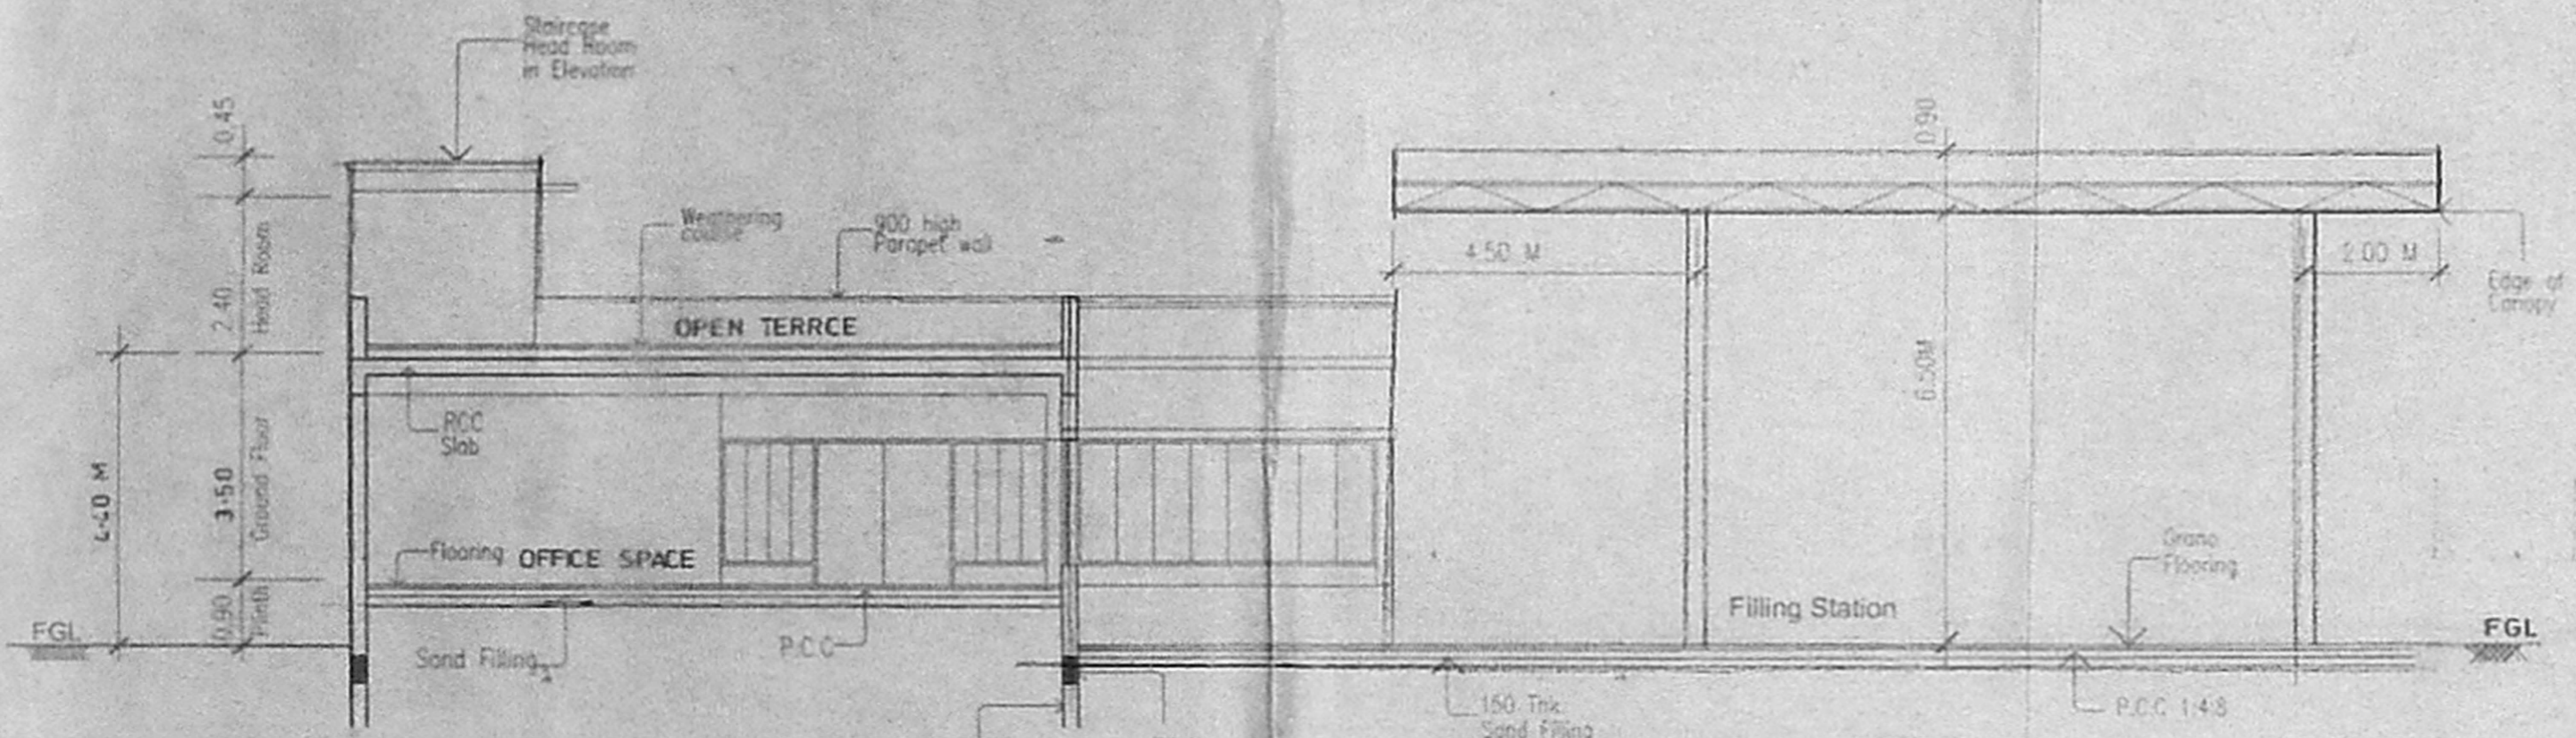 Staircase
Head Room
in Elevation
0.45
0.90
Weathering
course
900 high
Parapet wall
4.50 M
2.00 M
Edge of
Canopy
Head Room
2.40
OPEN TERRCE
6.50M
RCC
Slab
4.40 M
3.50
Ground Floor
Flooring
OFFICE SPACE
Grano
Flooring
0.90
Plinth
Filling Station
FGL
FGL
Sand Filling
P.C.C
150 Thk.
Sand Filling
P.C.C 1:4:8